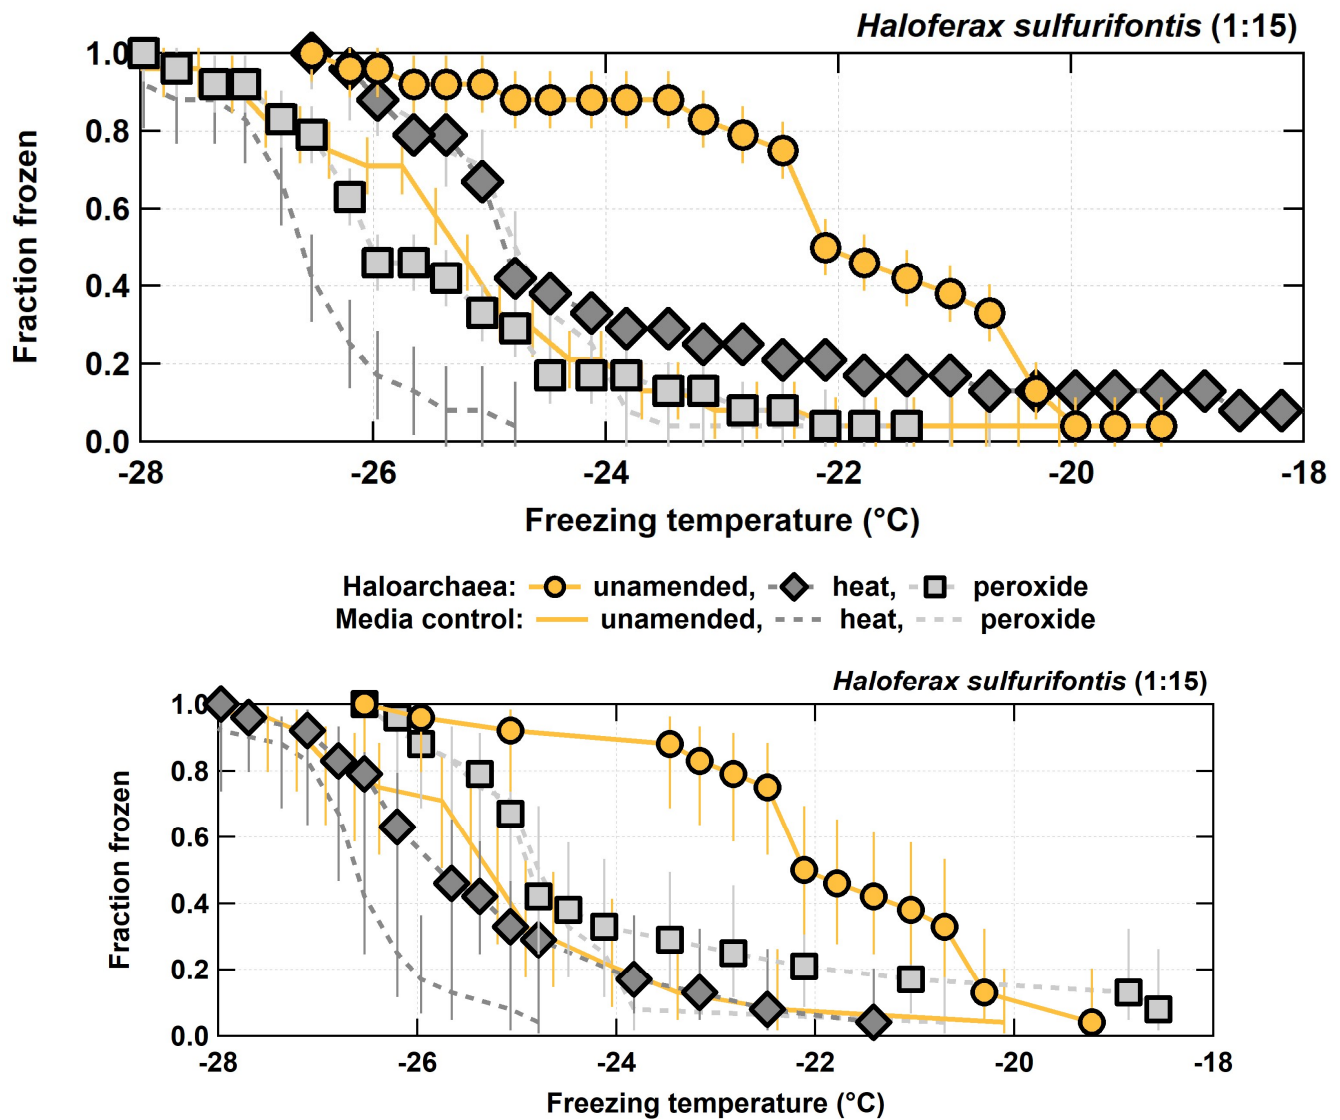 Haloferax sulfurifontis (1:15)
1.0
0.8
0.6
0.4
0.2
0.0
Fraction frozen
-28 -26 -24 -22 -20 -18
Freezing temperature (°C)
Haloarchaea: unamended, heat, peroxide
Media control: unamended, heat, peroxide
Haloferax sulfurifontis (1:15)
1.0
0.8
0.6
0.4
0.2
0.0
Fraction frozen
-28 -26 -24 -22 -20 -18
Freezing temperature (°C)